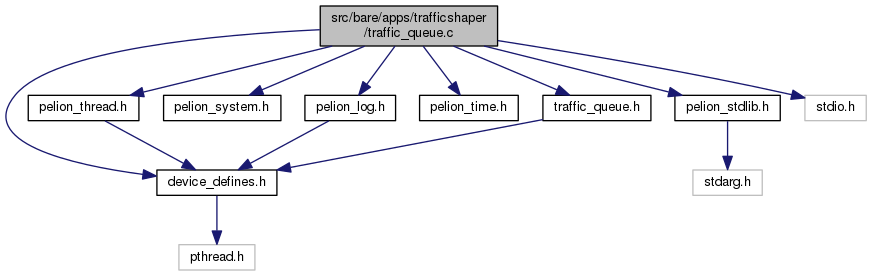 src/bare/apps/trafficshaper
/traffic_queue.c
pelion_thread.h
pelion_system.h
pelion_log.h
pelion_time.h
traffic_queue.h
pelion_stdlib.h
stdio.h
device_defines.h
stdarg.h
pthread.h